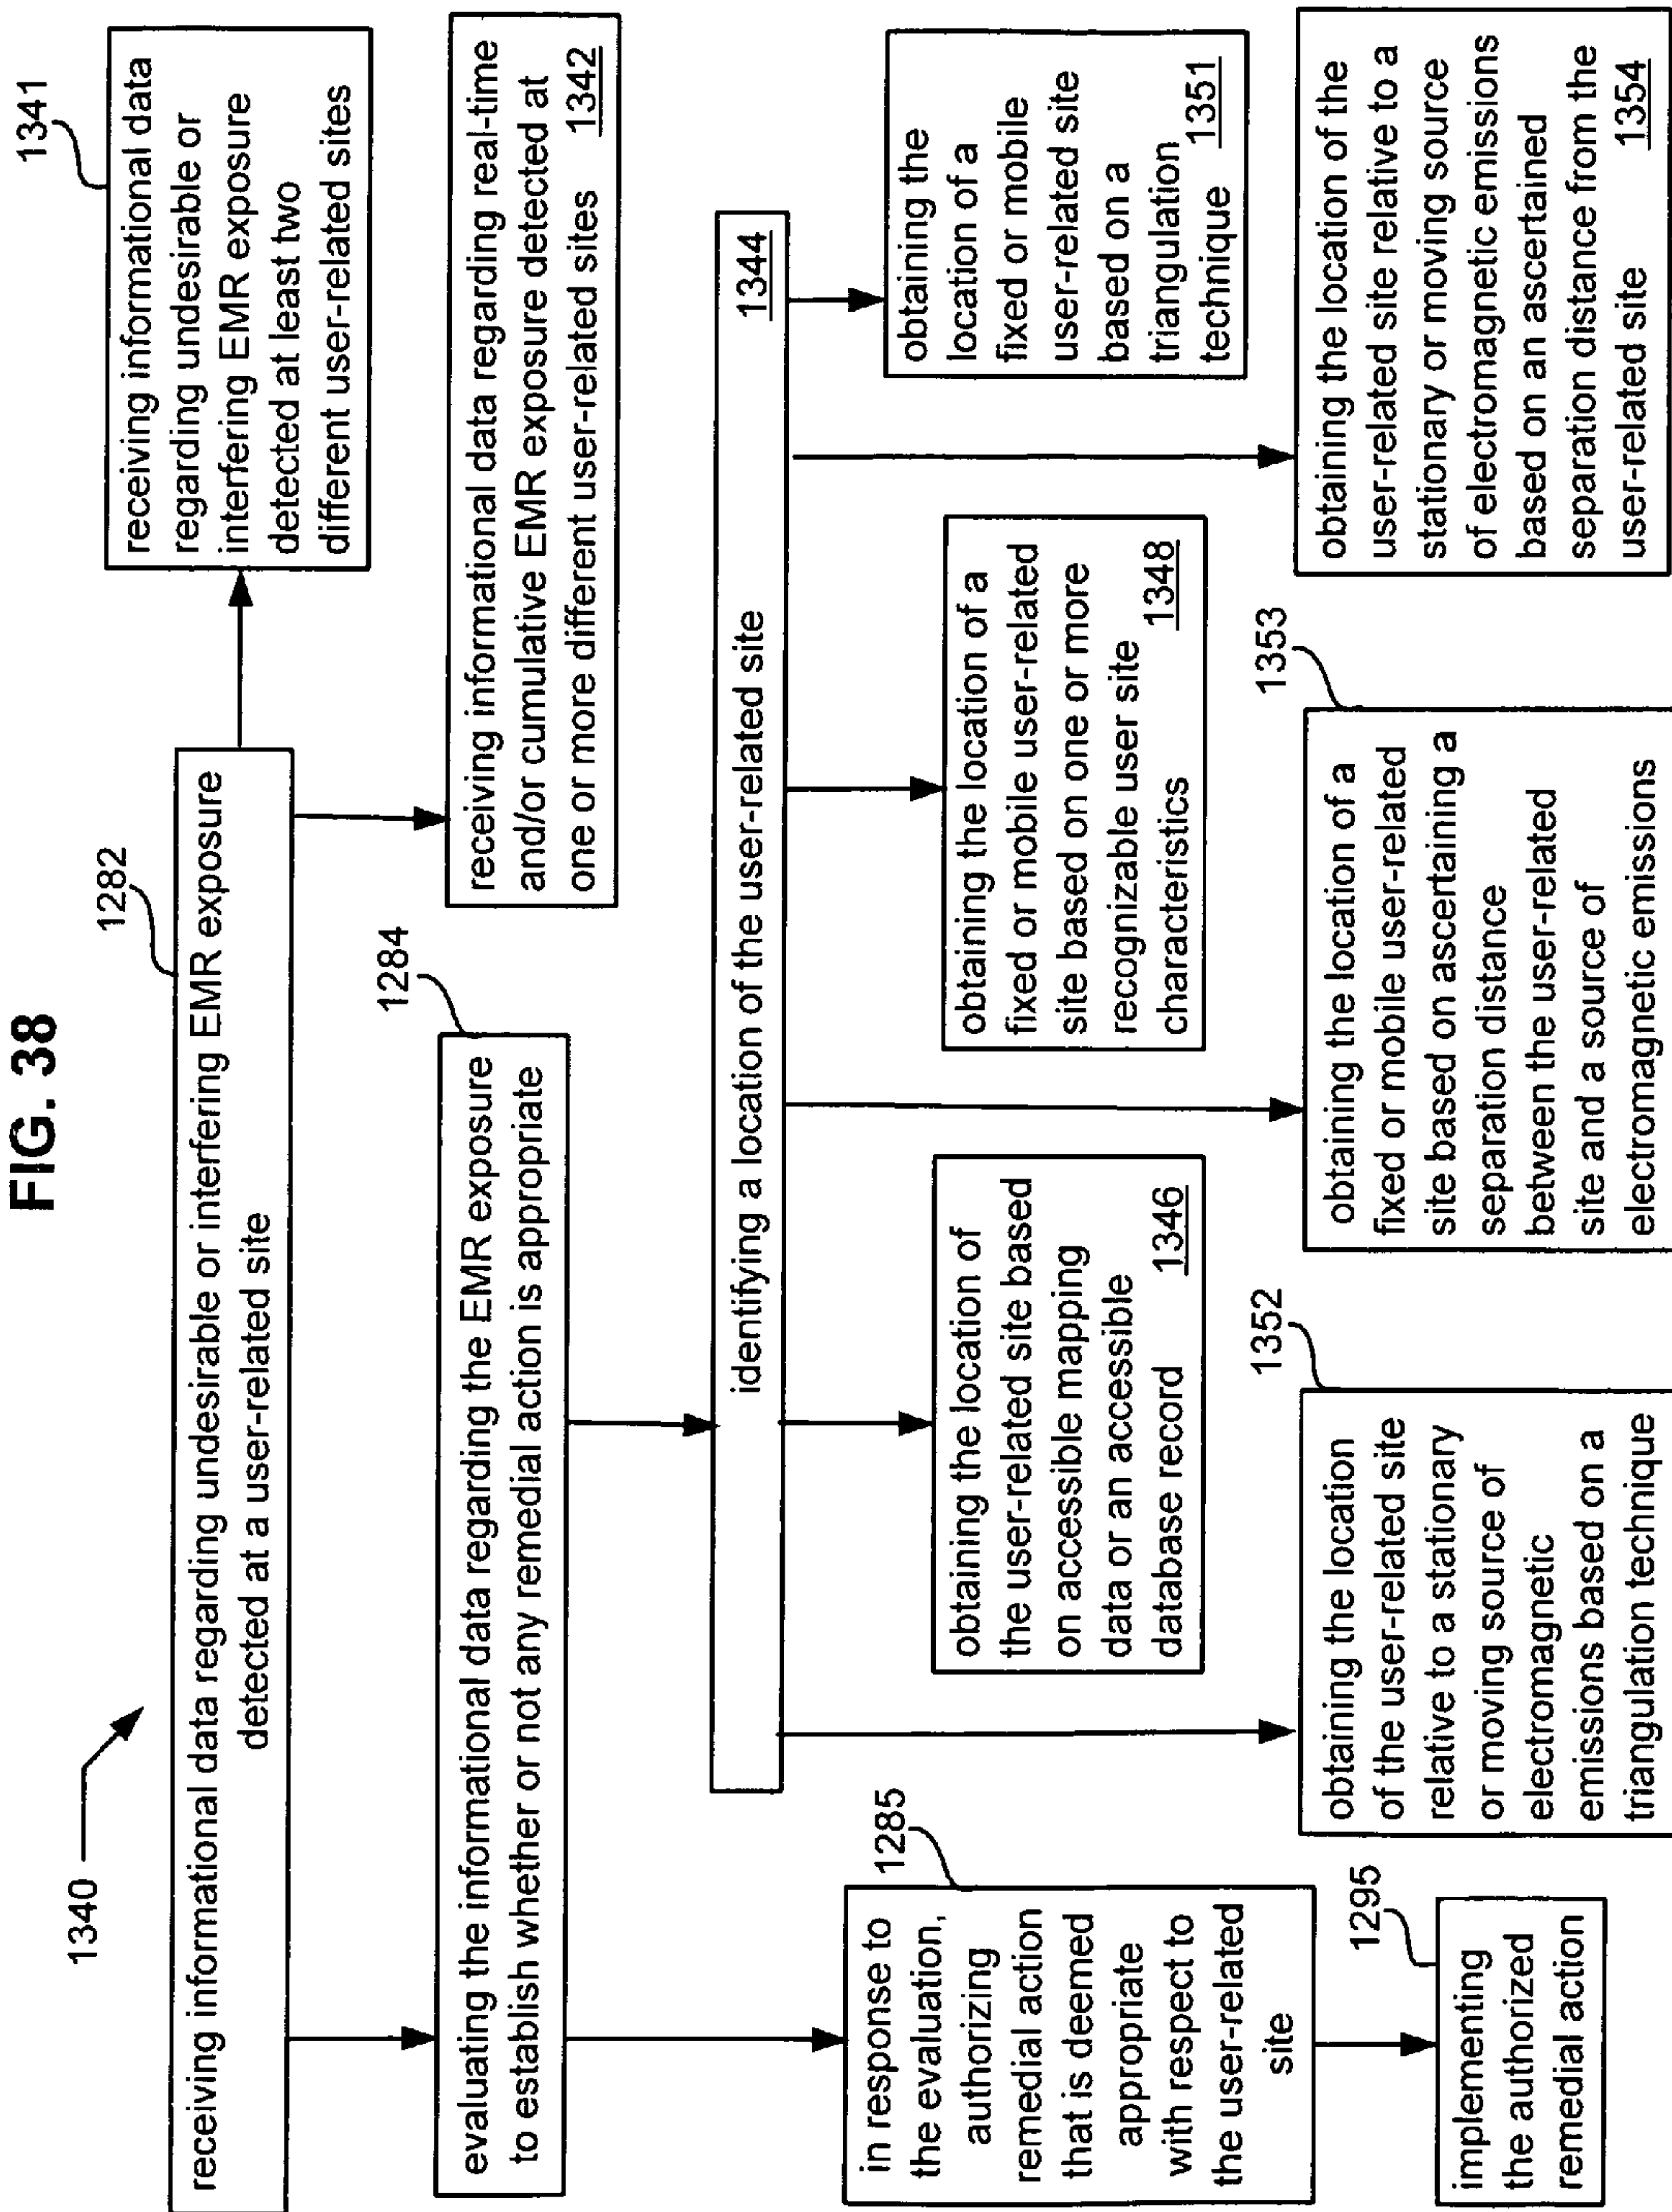 FIG. 38
1340
1282
receiving informational data regarding undesirable or interfering EMR exposure
detected at a user-related site
1341
receiving informational data
regarding undesirable or
interfering EMR exposure
detected at least two
different user-related sites
1284
evaluating the informational data regarding the EMR exposure
to establish whether or not any remedial action is appropriate
receiving informational data regarding real-time
and/or cumulative EMR exposure detected at
one or more different user-related sites 1342
identifying a location of the user-related site 1344
1285
in response to
the evaluation,
authorizing
remedial action
that is deemed
appropriate
with respect to
the user-related
site
obtaining the location of
the user-related site based
on accessible mapping
data or an accessible
database record 1346
obtaining the location of a
fixed or mobile user-related
site based on one or more
recognizable user site
characteristics 1348
obtaining the
location of a
fixed or mobile
user-related site
based on a
triangulation
technique 1351
1295
implementing
the authorized
remedial action
1352
obtaining the location
of the user-related site
relative to a stationary
or moving source of
electromagnetic
emissions based on a
triangulation technique
1353
obtaining the location of a
fixed or mobile user-related
site based on ascertaining a
separation distance
between the user-related
site and a source of
electromagnetic emissions
obtaining the location of the
user-related site relative to a
stationary or moving source
of electromagnetic emissions
based on an ascertained
separation distance from the
user-related site 1354